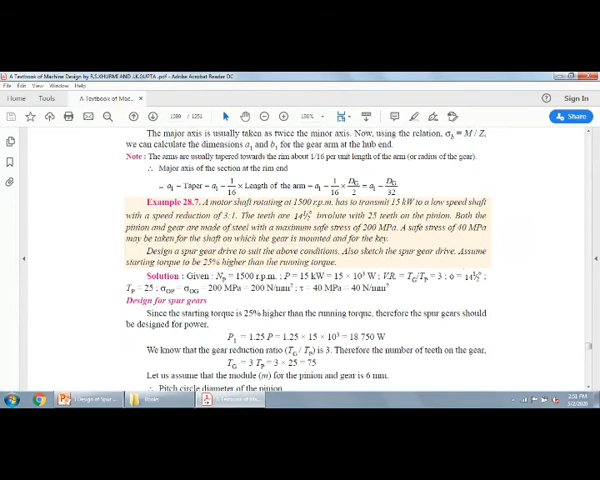 A Textbook of Machine Design by R.S.KHURMI AND J.K.GUPTA .pdf - Adobe Acrobat Reader DC
File Edit View Window Help
Home Tools A Textbook of Mac... × Sign In
1080 / 1251 Share
The major axis is usually taken as twice the minor axis. Now, using the relation, σb = M / Z,
we can calculate the dimensions a1 and b1 for the gear arm at the hub end.
Note : The arms are usually tapered towards the rim about 1/16 per unit length of the arm (or radius of the gear).
∴ Major axis of the section at the rim end
= a1 – Taper = a1 – 1/16 × Length of the arm = a1 – 1/16 × DG/2 = a1 – DG/32
Example 28.7. A motor shaft rotating at 1500 r.p.m. has to transmit 15 kW to a low speed shaft
with a speed reduction of 3:1. The teeth are 14½° involute with 25 teeth on the pinion. Both the
pinion and gear are made of steel with a maximum safe stress of 200 MPa. A safe stress of 40 MPa
may be taken for the shaft on which the gear is mounted and for the key.
Design a spur gear drive to suit the above conditions. Also sketch the spur gear drive. Assume
starting torque to be 25% higher than the running torque.
Solution : Given : NP = 1500 r.p.m. ; P = 15 kW = 15 × 10³ W ; V.R. = TG/TP = 3 ; φ = 14½° ;
TP = 25 ; σOP = σOG = 200 MPa = 200 N/mm² ; τ = 40 MPa = 40 N/mm²
Design for spur gears
Since the starting torque is 25% higher than the running torque, therefore the spur gears should
be designed for power,
P1 = 1.25 P = 1.25 × 15 × 10³ = 18 750 W
We know that the gear reduction ratio (TG / TP) is 3. Therefore the number of teeth on the gear,
TG = 3 TP = 3 × 25 = 75
Let us assume that the module (m) for the pinion and gear is 6 mm.
∴ Pitch circle diameter of the pinion
Design of Spur ...
A Textbook of Ma...
2:51 PM
5/2/2020